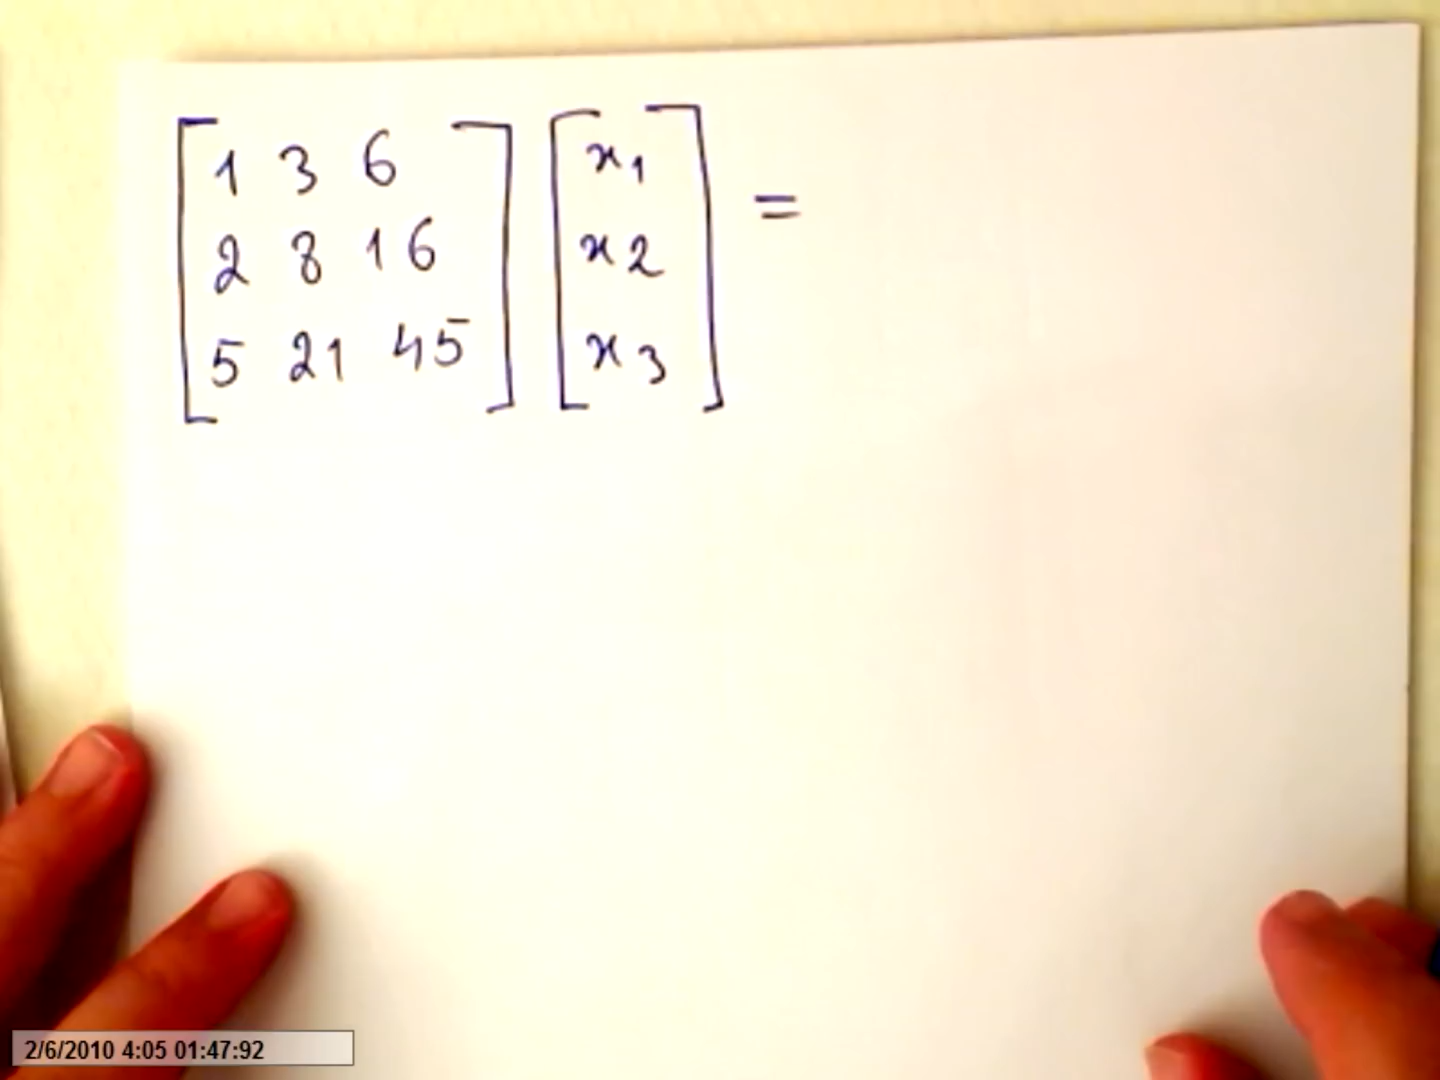 [1 3 6] [x1] =
[2 8 16] [x2]
[5 21 45] [x3]
2/6/2010 4:05 01:47:92